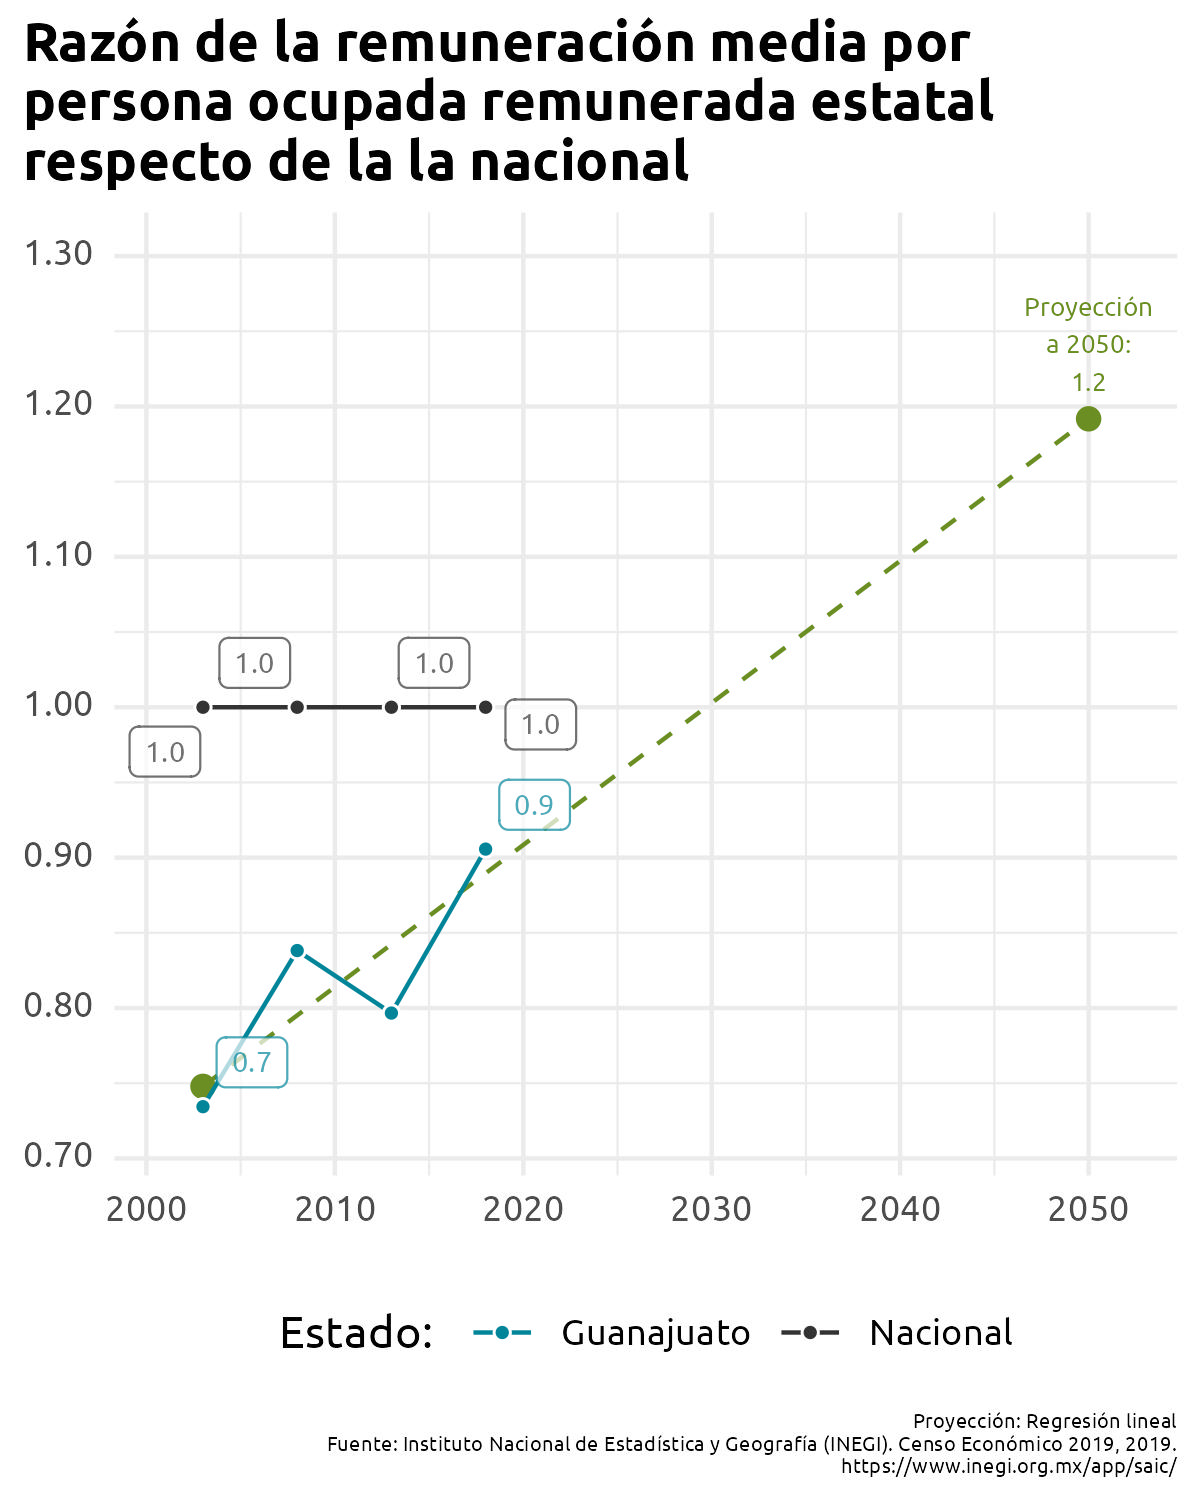 Razón de la remuneración media por
persona ocupada remunerada estatal
respecto de la la nacional
1.30
Proyección
a 2050:
1.2
1.20
1.10
1.0
1.0
1.00
1.0
1.0
0.9
0.90
0.80
0.7
0.70
2000
2010
2020
2030
2040
2050
Estado:
Guanajuato
Nacional
Proyección: Regresión lineal
Fuente: Instituto Nacional de Estadística y Geografía (INEGI). Censo Económico 2019, 2019.
https://www.inegi.org.mx/app/saic/